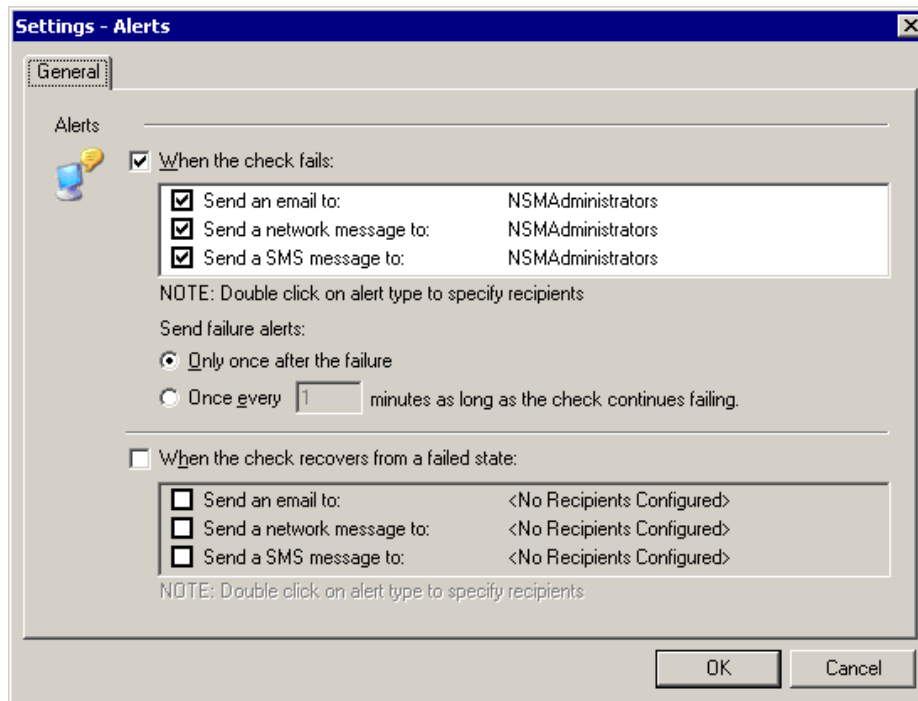 Settings - Alerts
General
Alerts
When the check fails:
Send an email to: NSMAdministrators
Send a network message to: NSMAdministrators
Send a SMS message to: NSMAdministrators
NOTE: Double click on alert type to specify recipients
Send failure alerts:
Only once after the failure
Once every 1 minutes as long as the check continues failing.
When the check recovers from a failed state:
Send an email to: <No Recipients Configured>
Send a network message to: <No Recipients Configured>
Send a SMS message to: <No Recipients Configured>
NOTE: Double click on alert type to specify recipients
OK Cancel